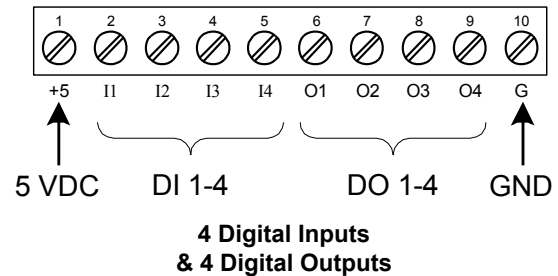 1 2 3 4 5 6 7 8 9 10
+5 I1 I2 I3 I4 O1 O2 O3 O4 G
5 VDC DI 1-4 DO 1-4 GND
4 Digital Inputs
& 4 Digital Outputs